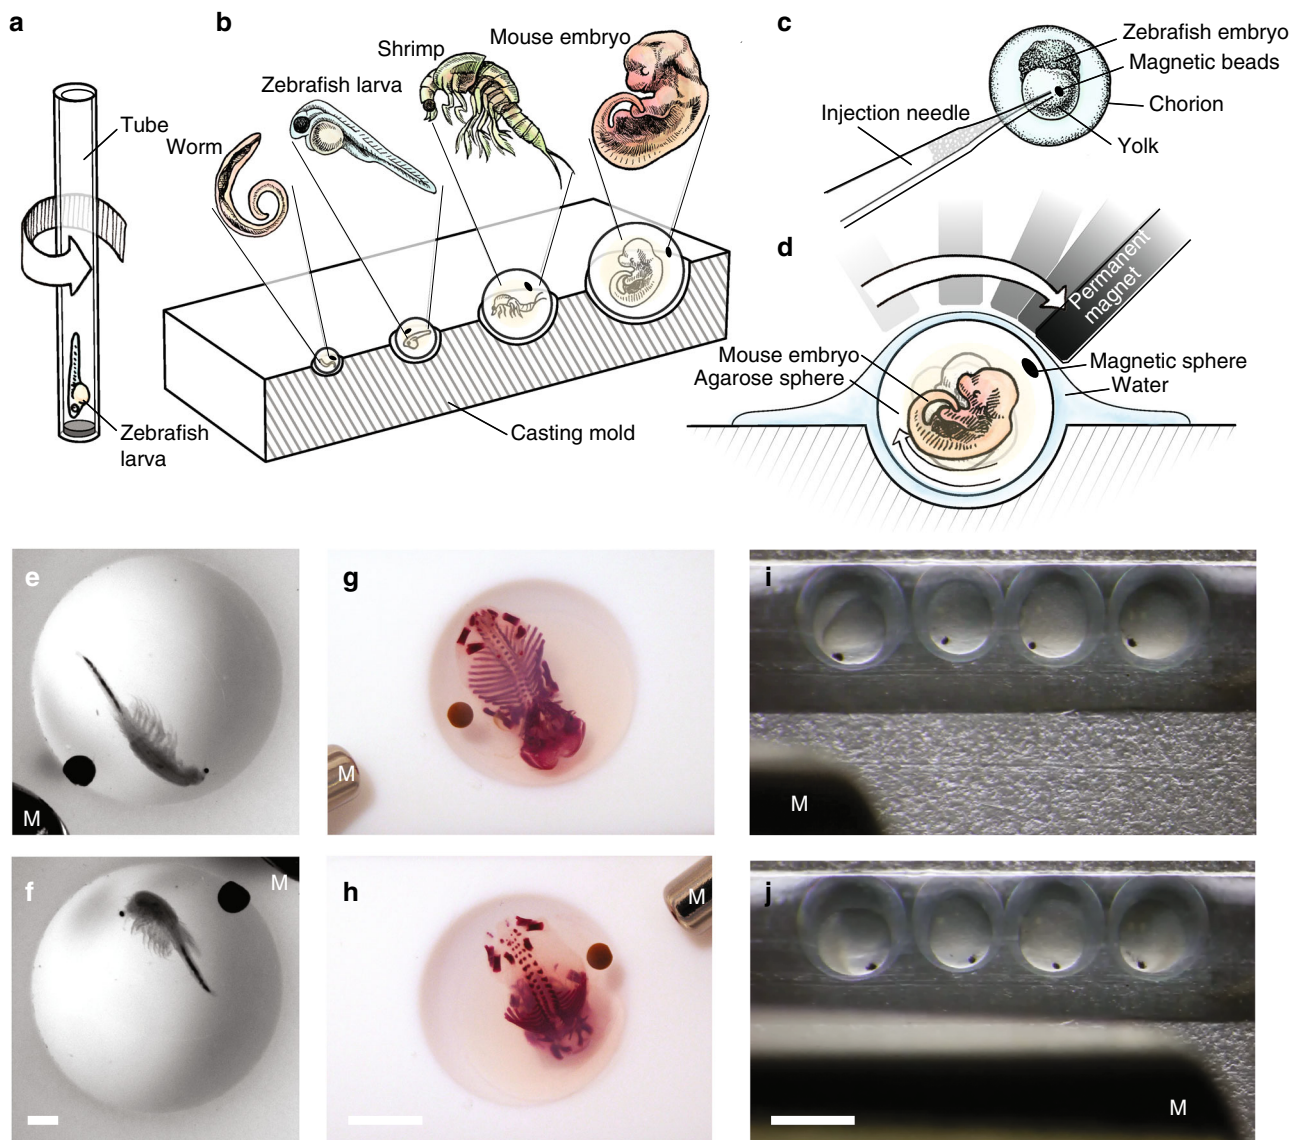 a
Tube
Zebrafish
larva
b
Worm
Zebrafish larva
Shrimp
Mouse embryo
Casting mold
c
Zebrafish embryo
Magnetic beads
Chorion
Yolk
Injection needle
d
Permanent
magnet
Mouse embryo
Agarose sphere
Magnetic sphere
Water
e
M
g
M
i
M
f
M
h
M
j
M